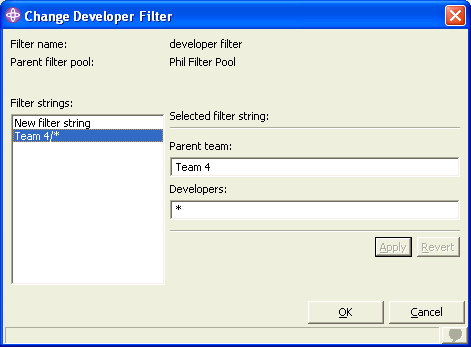 Change Developer Filter
Filter name: developer filter
Parent filter pool: Phil Filter Pool
Filter strings:
New filter string
Team 4/*
Selected filter string:
Parent team:
Team 4
Developers:
*
Apply Revert
OK Cancel